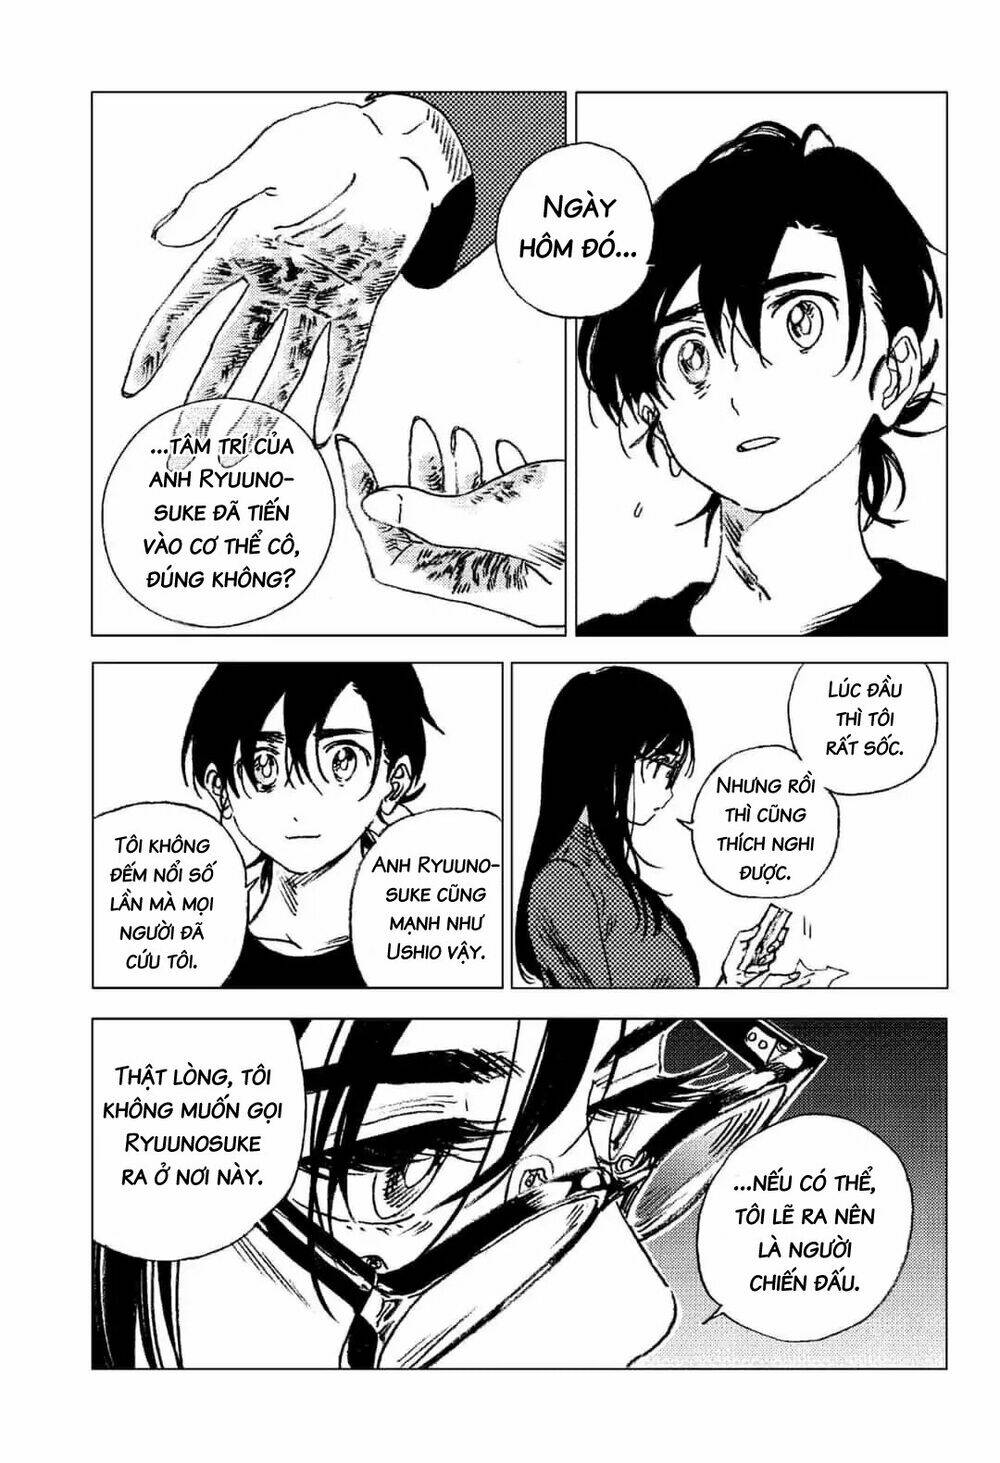 NGÀY
HÔM ĐÓ...
...TÂM TRÍ CỦA
ANH RYUUNO-
SUKE ĐÃ TIẾN
VÀO CƠ THỂ CÔ,
ĐÚNG KHÔNG?
LÚC ĐẦU
THÌ TÔI
RẤT SỐC.
NHƯNG RỒI
THÌ CŨNG
THÍCH NGHI
ĐƯỢC.
ANH RYUUNO-
SUKE CŨNG
MẠNH NHƯ
USHIO VẬY.
TÔI KHÔNG
ĐẾM NỔI SỐ
LẦN MÀ MỌI
NGƯỜI ĐÃ
CỨU TÔI.
THẬT LÒNG, TÔI
KHÔNG MUỐN GỌI
RYUUNOSUKE
RA Ở NƠI NÀY.
...NẾU CÓ THỂ,
TÔI LẼ RA NÊN
LÀ NGƯỜI
CHIẾN ĐẤU.